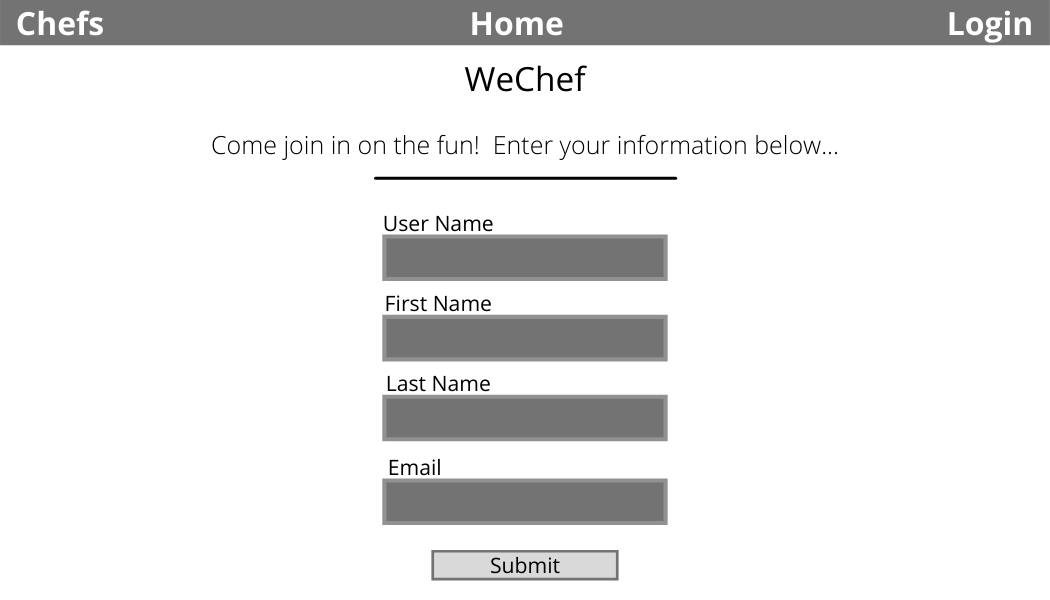 Chefs Home Login
WeChef
Come join in on the fun!  Enter your information below...
User Name
First Name
Last Name
Email
Submit